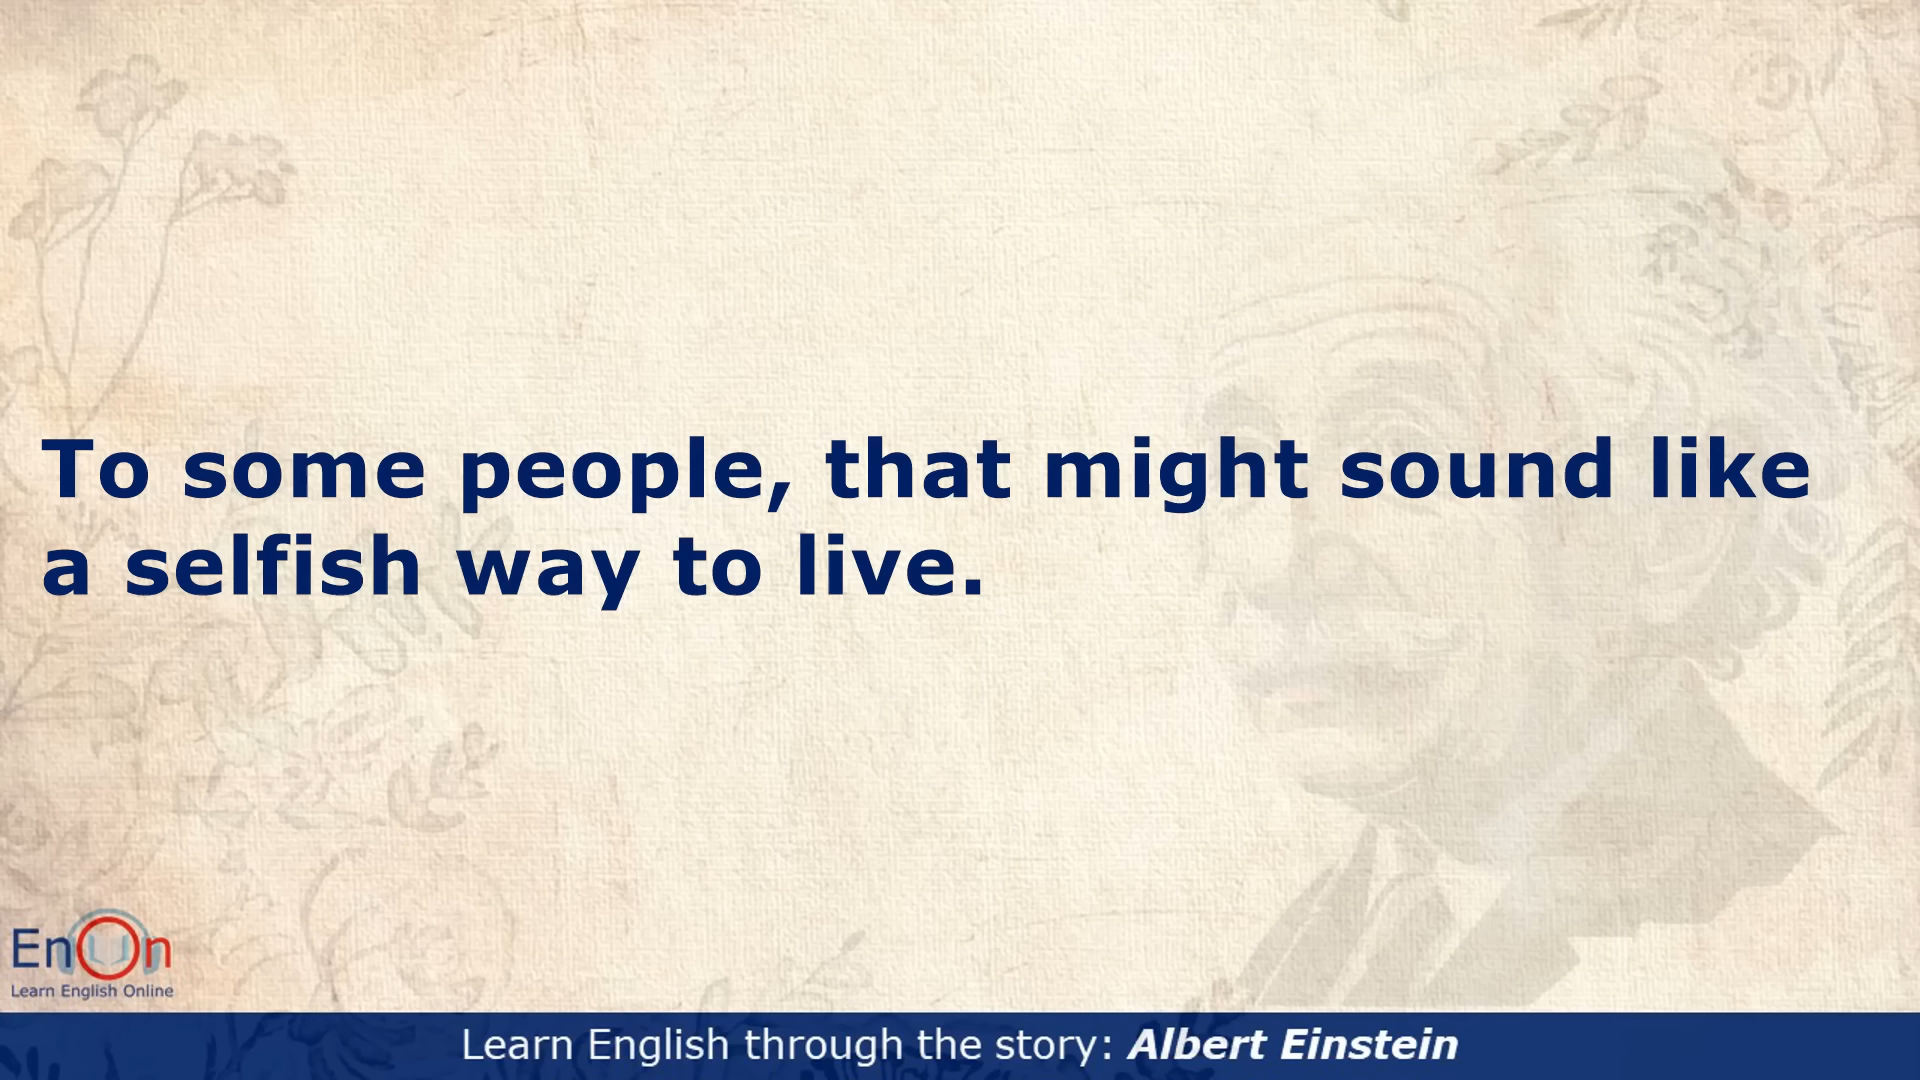 To some people, that might sound like
a selfish way to live.
EnOn
Learn English Online
Learn English through the story: Albert Einstein